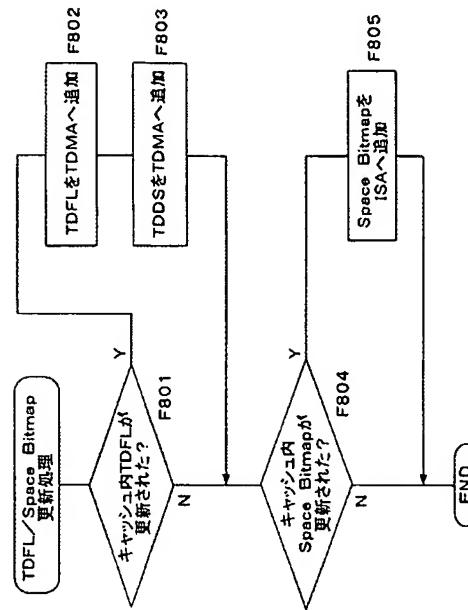 TDFL/Space Bitmap
更新処理
キャッシュ内TDFLが
更新された?
F801
Y
N
TDFLをTDMAへ追加
F802
TDDSをTDMAへ追加
F803
キャッシュ内
Space Bitmapが
更新された?
F804
Y
N
Space Bitmapを
ISAへ追加
F805
END